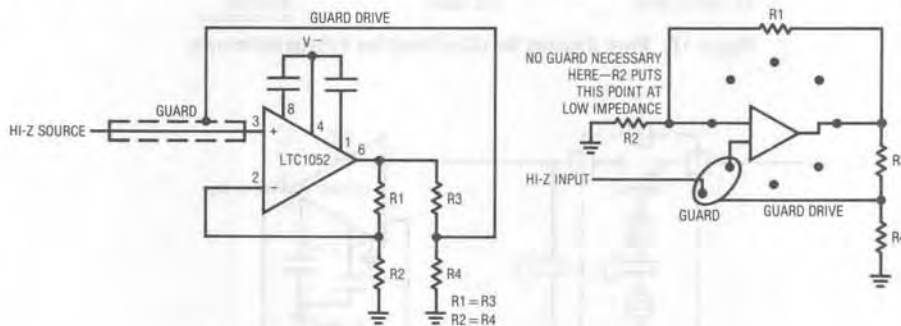 GUARD DRIVE
V−
GUARD
HI-Z SOURCE
3
+
8
4
1
6
LTC1052
2
−
R1
R3
R2
R4
R1 = R3
R2 = R4
R1
NO GUARD NECESSARY
HERE—R2 PUTS
THIS POINT AT
LOW IMPEDANCE
R2
HI-Z INPUT
GUARD
GUARD DRIVE